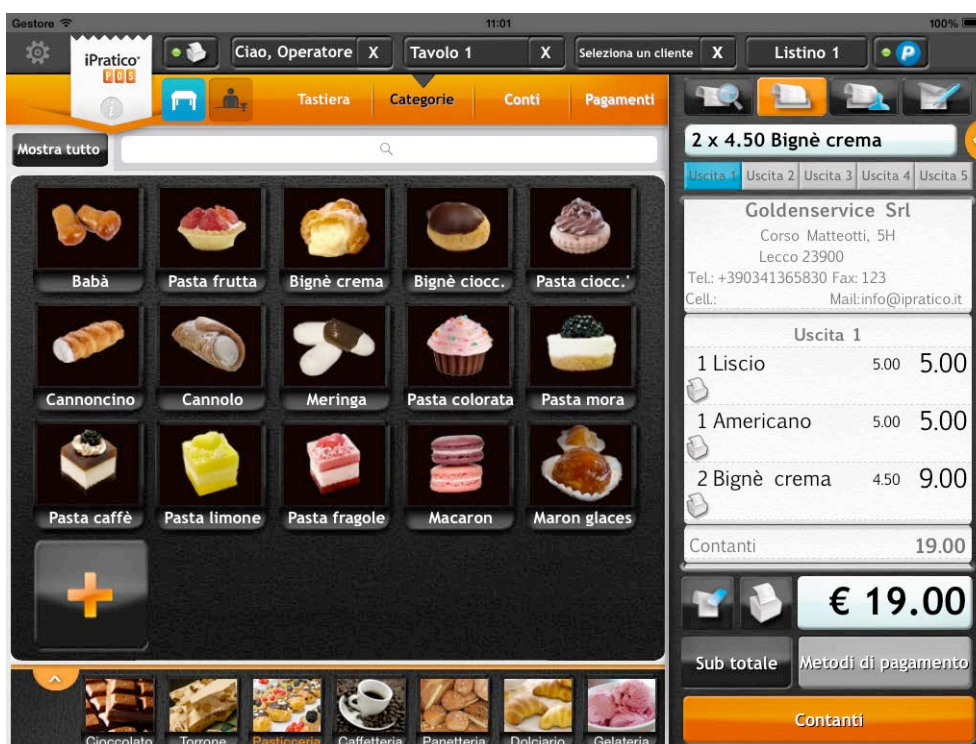 Gestore
11:01
100%
iPratico
POS
Ciao, Operatore X
Tavolo 1 X
Seleziona un cliente X
Listino 1
P
Tastiera
Categorie
Conti
Pagamenti
Mostra tutto
Babà
Pasta frutta
Bignè crema
Bignè ciocc.
Pasta ciocc.'
Cannoncino
Cannolo
Meringa
Pasta colorata
Pasta mora
Pasta caffè
Pasta limone
Pasta fragole
Macaron
Maron glaces
Cioccolato
Torrone
Pasticceria
Caffetteria
Panetteria
Dolciario
Gelateria
2 x 4.50 Bignè crema
Uscita 1
Uscita 2
Uscita 3
Uscita 4
Uscita 5
Goldenservice Srl
Corso Matteotti, 5H
Lecco 23900
Tel.: +390341365830 Fax: 123
Cell.: Mail:info@ipratico.it
Uscita 1
1 Liscio 5.00 5.00
1 Americano 5.00 5.00
2 Bignè crema 4.50 9.00
Contanti 19.00
€ 19.00
Sub totale
Metodi di pagamento
Contanti